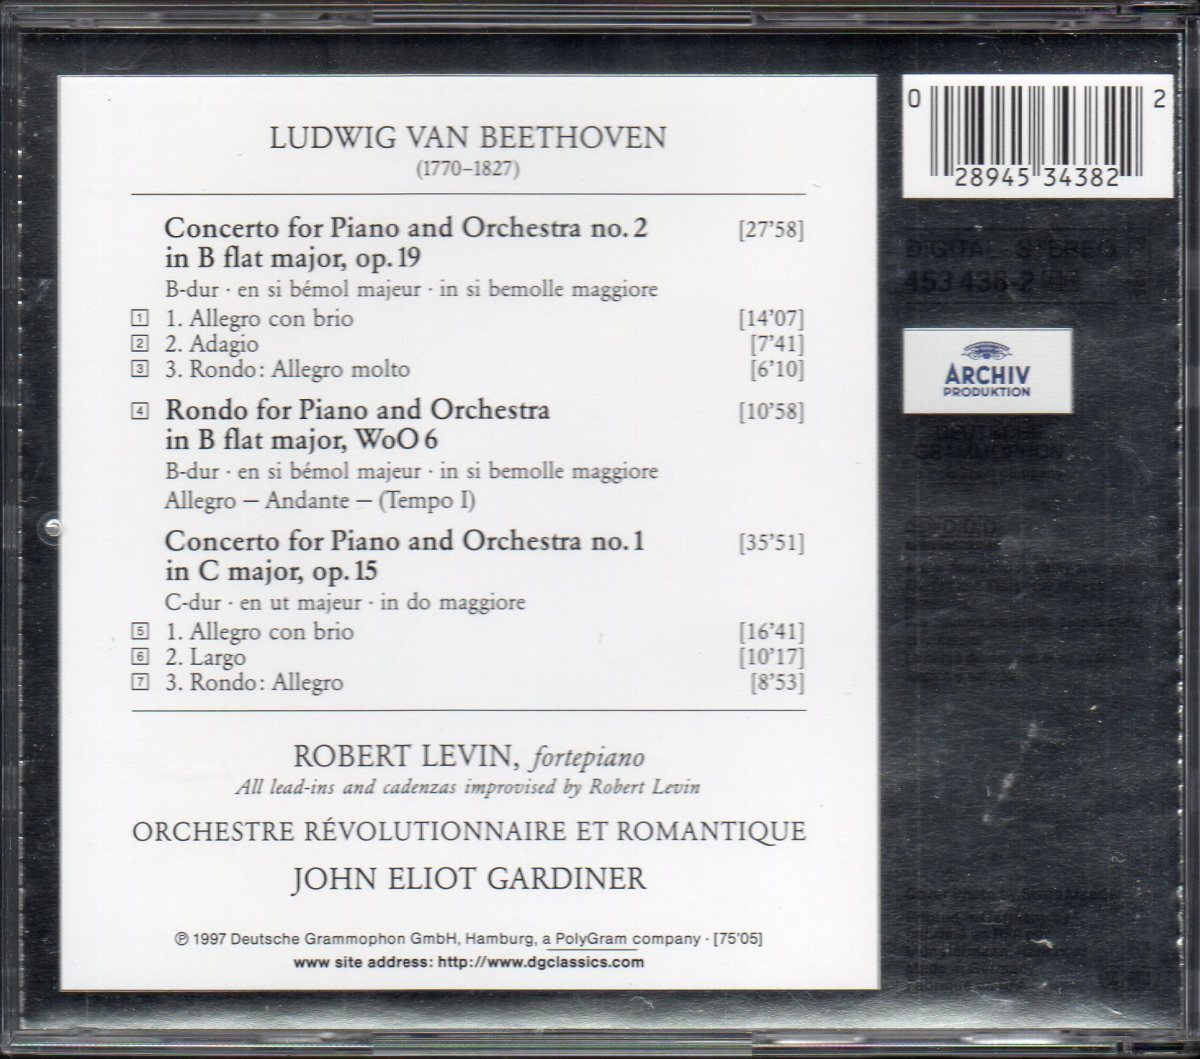 LUDWIG VAN BEETHOVEN
(1770–1827)
Concerto for Piano and Orchestra no. 2 [27’58]
in B flat major, op. 19
B-dur · en si bémol majeur · in si bemolle maggiore
1 1. Allegro con brio [14’07]
2 2. Adagio [7’41]
3 3. Rondo: Allegro molto [6’10]
4 Rondo for Piano and Orchestra [10’58]
in B flat major, WoO 6
B-dur · en si bémol majeur · in si bemolle maggiore
Allegro – Andante – (Tempo I)
Concerto for Piano and Orchestra no. 1 [35’51]
in C major, op. 15
C-dur · en ut majeur · in do maggiore
5 1. Allegro con brio [16’41]
6 2. Largo [10’17]
7 3. Rondo: Allegro [8’53]
ROBERT LEVIN, fortepiano
All lead-ins and cadenzas improvised by Robert Levin
ORCHESTRE RÉVOLUTIONNAIRE ET ROMANTIQUE
JOHN ELIOT GARDINER
℗ 1997 Deutsche Grammophon GmbH, Hamburg, a PolyGram company · [75’05]
www site address: http://www.dgclassics.com
0 28945 34382 2
DIGITAL STEREO
453 438-2
ARCHIV
PRODUKTION
DEUTSCHE
GRAMMOPHON
Made in Germany